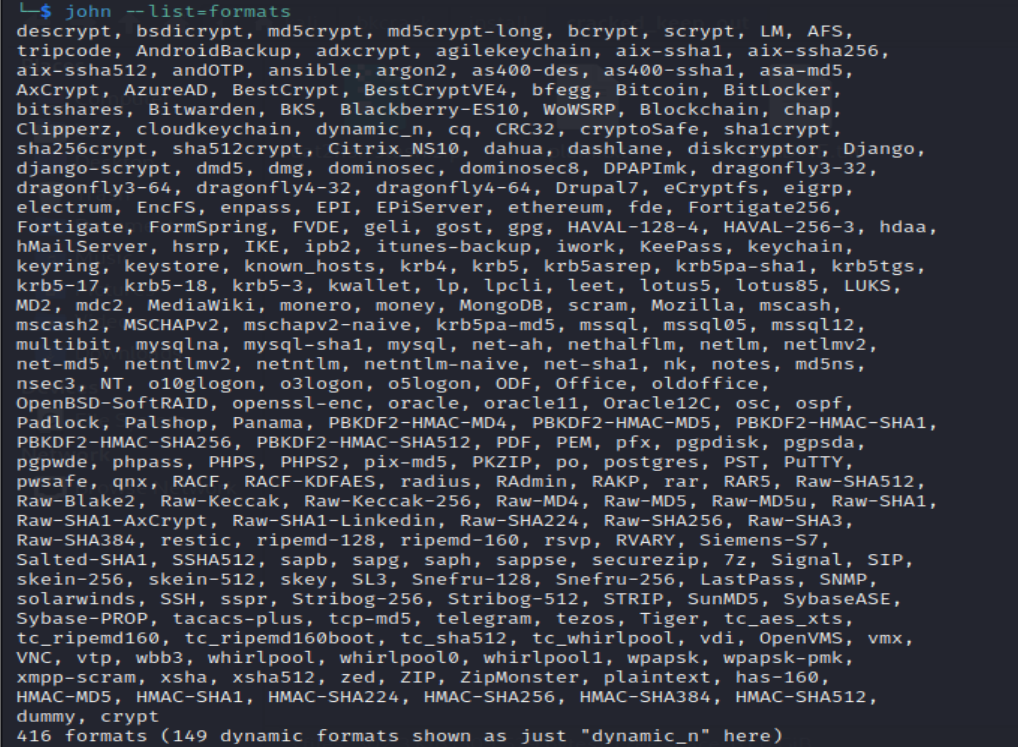 └─$ john --list=formats
descrypt, bsdicrypt, md5crypt, md5crypt-long, bcrypt, scrypt, LM, AFS,
tripcode, AndroidBackup, adxcrypt, agilekeychain, aix-ssha1, aix-ssha256,
aix-ssha512, andOTP, ansible, argon2, as400-des, as400-ssha1, asa-md5,
AxCrypt, AzureAD, BestCrypt, BestCryptVE4, bfegg, Bitcoin, BitLocker,
bitshares, Bitwarden, BKS, Blackberry-ES10, WoWSRP, Blockchain, chap,
Clipperz, cloudkeychain, dynamic_n, cq, CRC32, cryptoSafe, sha1crypt,
sha256crypt, sha512crypt, Citrix_NS10, dahua, dashlane, diskcryptor, Django,
django-scrypt, dmd5, dmg, dominosec, dominosec8, DPAPImk, dragonfly3-32,
dragonfly3-64, dragonfly4-32, dragonfly4-64, Drupal7, eCryptfs, eigrp,
electrum, EncFS, enpass, EPI, EPiServer, ethereum, fde, Fortigate256,
Fortigate, FormSpring, FVDE, geli, gost, gpg, HAVAL-128-4, HAVAL-256-3, hdaa,
hMailServer, hsrp, IKE, ipb2, itunes-backup, iwork, KeePass, keychain,
keyring, keystore, known_hosts, krb4, krb5, krb5asrep, krb5pa-sha1, krb5tgs,
krb5-17, krb5-18, krb5-3, kwallet, lp, lpcli, leet, lotus5, lotus85, LUKS,
MD2, mdc2, MediaWiki, monero, money, MongoDB, scram, Mozilla, mscash,
mscash2, MSCHAPv2, mschapv2-naive, krb5pa-md5, mssql, mssql05, mssql12,
multibit, mysqlna, mysql-sha1, mysql, net-ah, nethalflm, netlm, netlmv2,
net-md5, netntlmv2, netntlm, netntlm-naive, net-sha1, nk, notes, md5ns,
nsec3, NT, o10glogon, o3logon, o5logon, ODF, Office, oldoffice,
OpenBSD-SoftRAID, openssl-enc, oracle, oracle11, Oracle12C, osc, ospf,
Padlock, Palshop, Panama, PBKDF2-HMAC-MD4, PBKDF2-HMAC-MD5, PBKDF2-HMAC-SHA1,
PBKDF2-HMAC-SHA256, PBKDF2-HMAC-SHA512, PDF, PEM, pfx, pgpdisk, pgpsda,
pgpwde, phpass, PHPS, PHPS2, pix-md5, PKZIP, po, postgres, PST, PuTTY,
pwsafe, qnx, RACF, RACF-KDFAES, radius, RAdmin, RAKP, rar, RAR5, Raw-SHA512,
Raw-Blake2, Raw-Keccak, Raw-Keccak-256, Raw-MD4, Raw-MD5, Raw-MD5u, Raw-SHA1,
Raw-SHA1-AxCrypt, Raw-SHA1-Linkedin, Raw-SHA224, Raw-SHA256, Raw-SHA3,
Raw-SHA384, restic, ripemd-128, ripemd-160, rsvp, RVARY, Siemens-S7,
Salted-SHA1, SSHA512, sapb, sapg, saph, sappse, securezip, 7z, Signal, SIP,
skein-256, skein-512, skey, SL3, Snefru-128, Snefru-256, LastPass, SNMP,
solarwinds, SSH, sspr, Stribog-256, Stribog-512, STRIP, SunMD5, SybaseASE,
Sybase-PROP, tacacs-plus, tcp-md5, telegram, tezos, Tiger, tc_aes_xts,
tc_ripemd160, tc_ripemd160boot, tc_sha512, tc_whirlpool, vdi, OpenVMS, vmx,
VNC, vtp, wbb3, whirlpool, whirlpool0, whirlpool1, wpapsk, wpapsk-pmk,
xmpp-scram, xsha, xsha512, zed, ZIP, ZipMonster, plaintext, has-160,
HMAC-MD5, HMAC-SHA1, HMAC-SHA224, HMAC-SHA256, HMAC-SHA384, HMAC-SHA512,
dummy, crypt
416 formats (149 dynamic formats shown as just "dynamic_n" here)